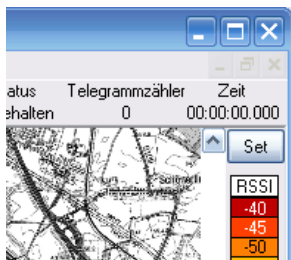 atus Telegrammzähler Zeit
ehalten 0 00:00:00.000
Set
RSSI
-40
-45
-50